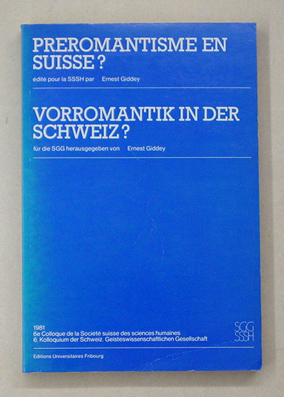 PREROMANTISME EN
SUISSE?
édité pour la SSSH par Ernest Giddey
VORROMANTIK IN DER
SCHWEIZ?
für die SGG herausgegeben von Ernest Giddey
1981
6e Colloque de la Societé suisse des sciences humaines
6. Kolloquium der Schweiz. Geisteswissenschaftlichen Gesellschaft
SGG
SSSH
Editions Universitaires Fribourg